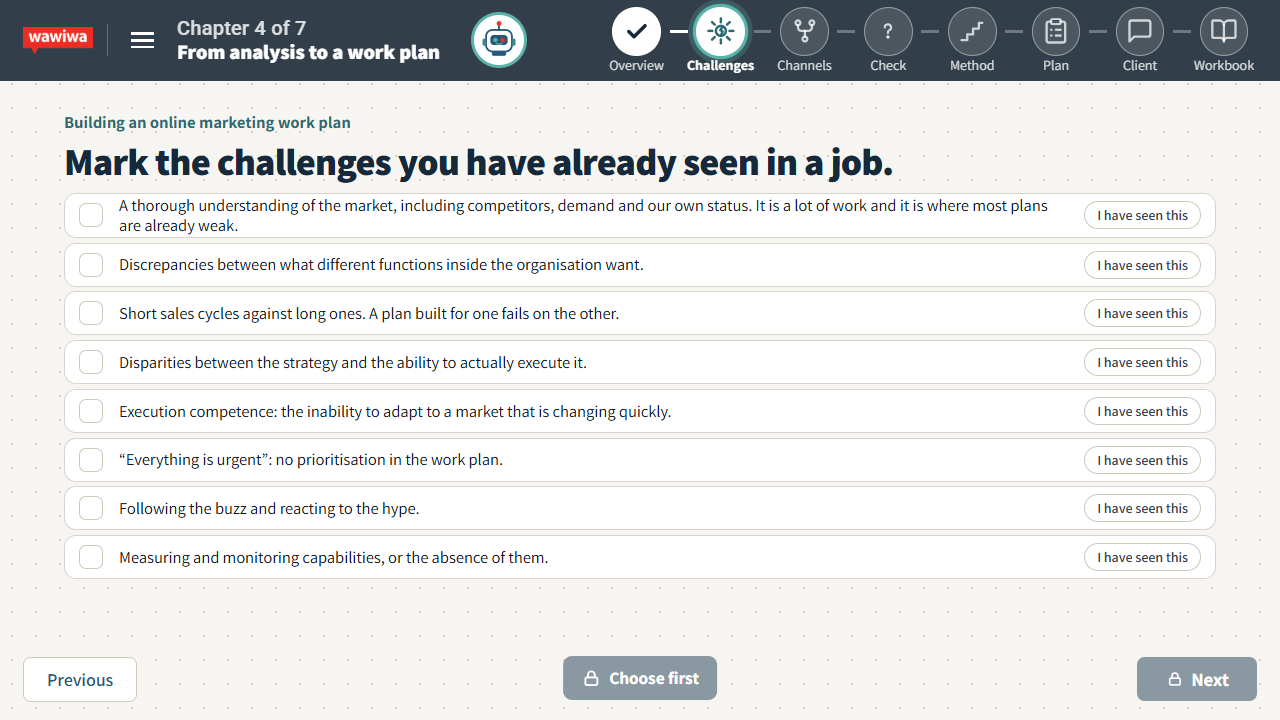 wawiwa
Chapter 4 of 7
From analysis to a work plan
Overview
Challenges
Channels
?
Check
Method
Plan
Client
Workbook
Building an online marketing work plan
Mark the challenges you have already seen in a job.
A thorough understanding of the market, including competitors, demand and our own status. It is a lot of work and it is where most plans
are already weak.
I have seen this
Discrepancies between what different functions inside the organisation want.
I have seen this
Short sales cycles against long ones. A plan built for one fails on the other.
I have seen this
Disparities between the strategy and the ability to actually execute it.
I have seen this
Execution competence: the inability to adapt to a market that is changing quickly.
I have seen this
“Everything is urgent”: no prioritisation in the work plan.
I have seen this
Following the buzz and reacting to the hype.
I have seen this
Measuring and monitoring capabilities, or the absence of them.
I have seen this
Previous
Choose first
Next